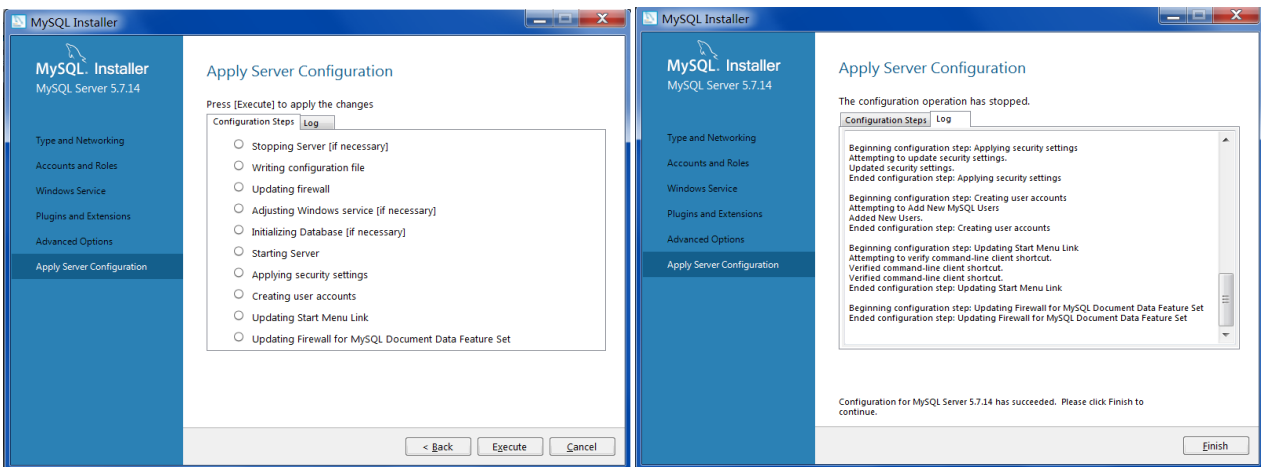 MySQL Installer
MySQL. Installer
MySQL Server 5.7.14
Type and Networking
Accounts and Roles
Windows Service
Plugins and Extensions
Advanced Options
Apply Server Configuration
Apply Server Configuration
Press [Execute] to apply the changes
Configuration Steps Log
Stopping Server [if necessary]
Writing configuration file
Updating firewall
Adjusting Windows service [if necessary]
Initializing Database [if necessary]
Starting Server
Applying security settings
Creating user accounts
Updating Start Menu Link
Updating Firewall for MySQL Document Data Feature Set
< Back Execute Cancel
MySQL Installer
MySQL. Installer
MySQL Server 5.7.14
Type and Networking
Accounts and Roles
Windows Service
Plugins and Extensions
Advanced Options
Apply Server Configuration
Apply Server Configuration
The configuration operation has stopped.
Configuration Steps Log
Beginning configuration step: Applying security settings
Attempting to update security settings.
Updated security settings.
Ended configuration step: Applying security settings
Beginning configuration step: Creating user accounts
Attempting to Add New MySQL Users
Added New Users.
Ended configuration step: Creating user accounts
Beginning configuration step: Updating Start Menu Link
Attempting to verify command-line client shortcut.
Verified command-line client shortcut.
Verified command-line client shortcut.
Ended configuration step: Updating Start Menu Link
Beginning configuration step: Updating Firewall for MySQL Document Data Feature Set
Ended configuration step: Updating Firewall for MySQL Document Data Feature Set
Configuration for MySQL Server 5.7.14 has succeeded. Please click Finish to
continue.
Finish